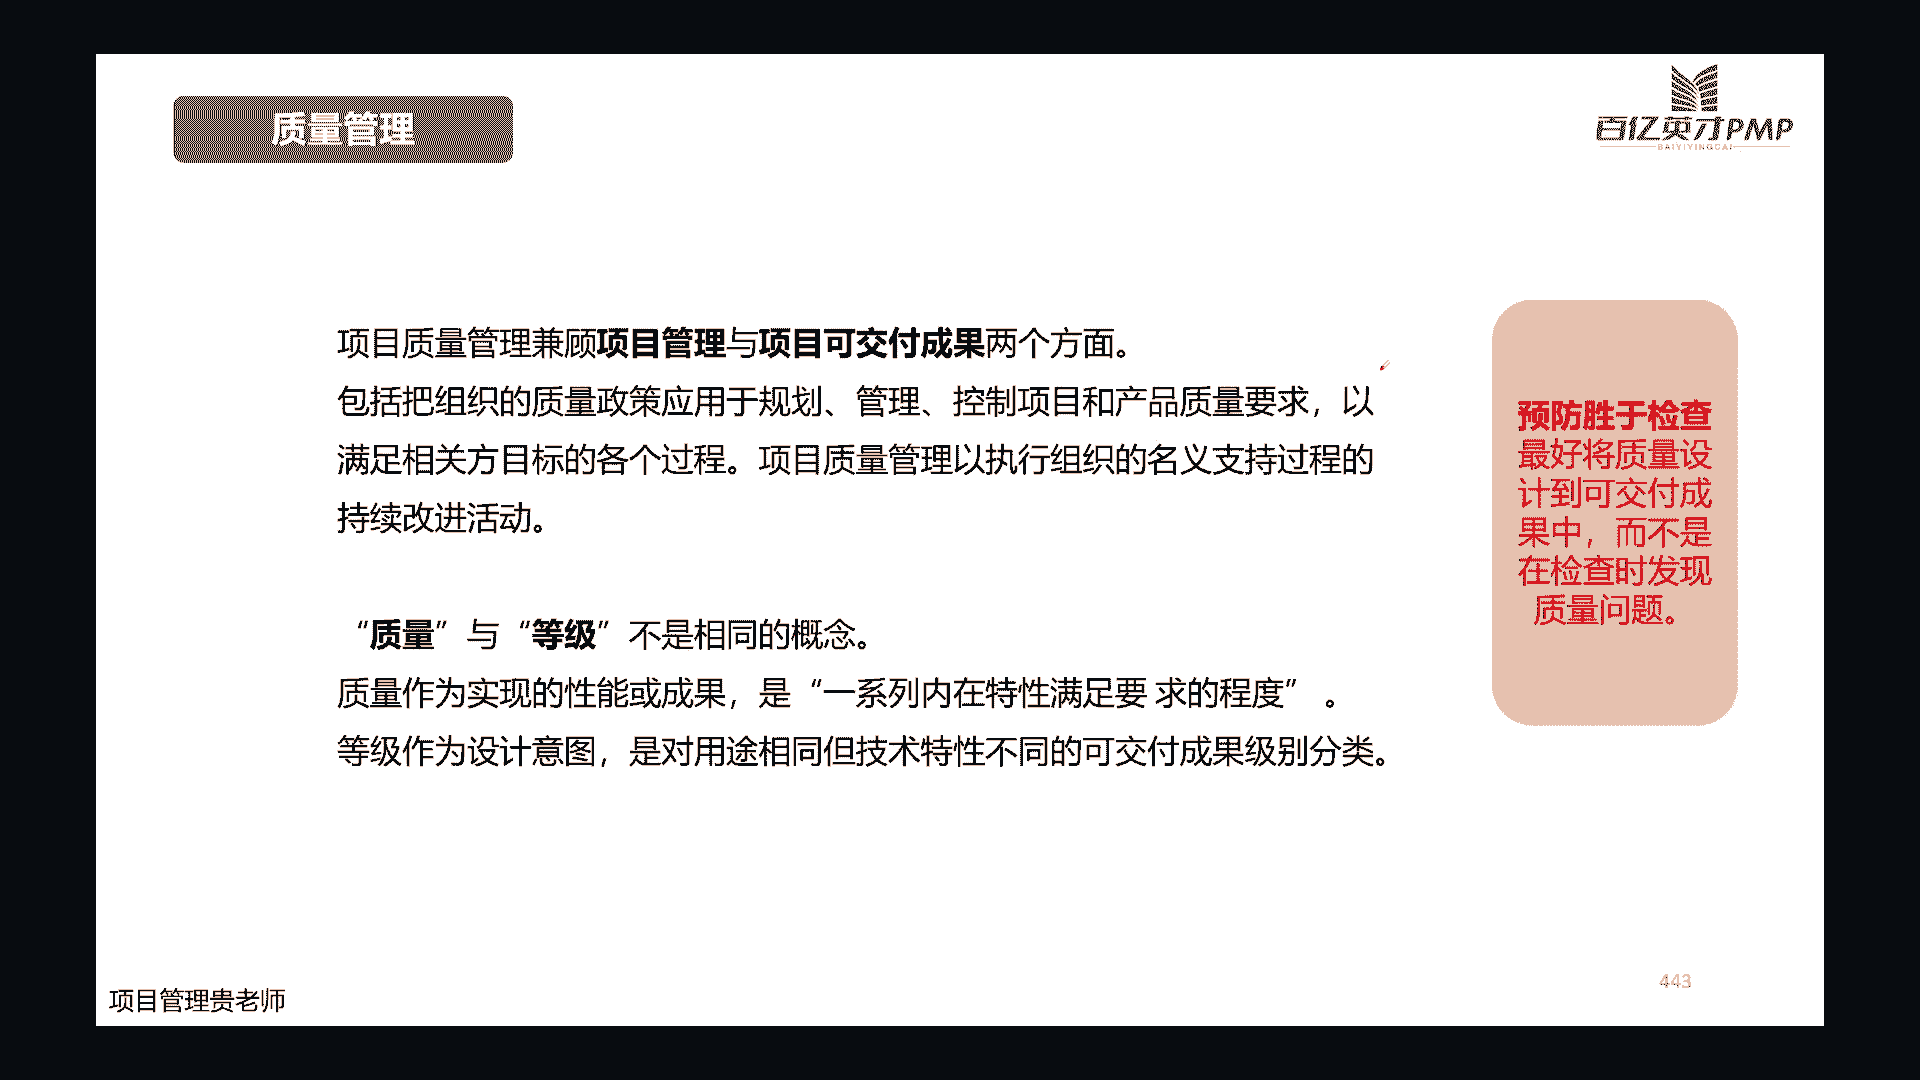 质量管理
百亿英才PMP
BAIYIYINGCAI
项目质量管理兼顾项目管理与项目可交付成果两个方面。
包括把组织的质量政策应用于规划、管理、控制项目和产品质量要求，以
满足相关方目标的各个过程。项目质量管理以执行组织的名义支持过程的
持续改进活动。
“质量”与“等级”不是相同的概念。
质量作为实现的性能或成果，是“一系列内在特性满足要 求的程度” 。
等级作为设计意图，是对用途相同但技术特性不同的可交付成果级别分类。
预防胜于检查
最好将质量设
计到可交付成
果中，而不是
在检查时发现
质量问题。
443
项目管理贵老师